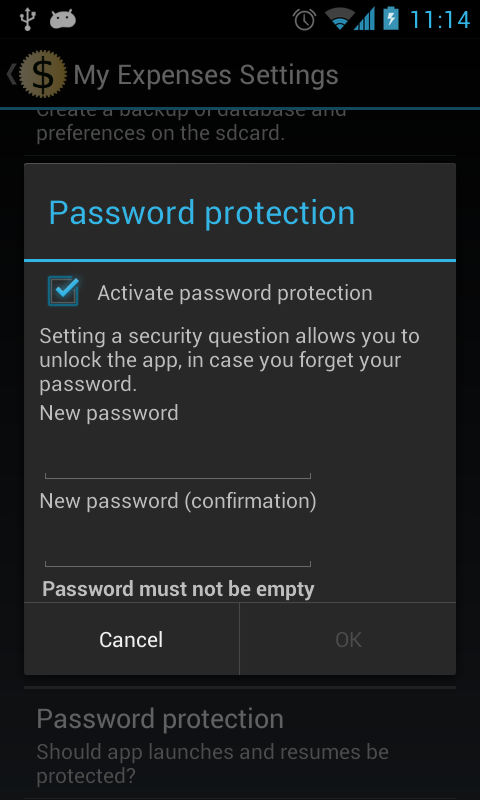 11:14
$ My Expenses Settings
Create a backup of database and
preferences on the sdcard.
Password protection
Activate password protection
Setting a security question allows you to
unlock the app, in case you forget your
password.
New password
New password (confirmation)
Password must not be empty
Cancel OK
Password protection
Should app launches and resumes be
protected?